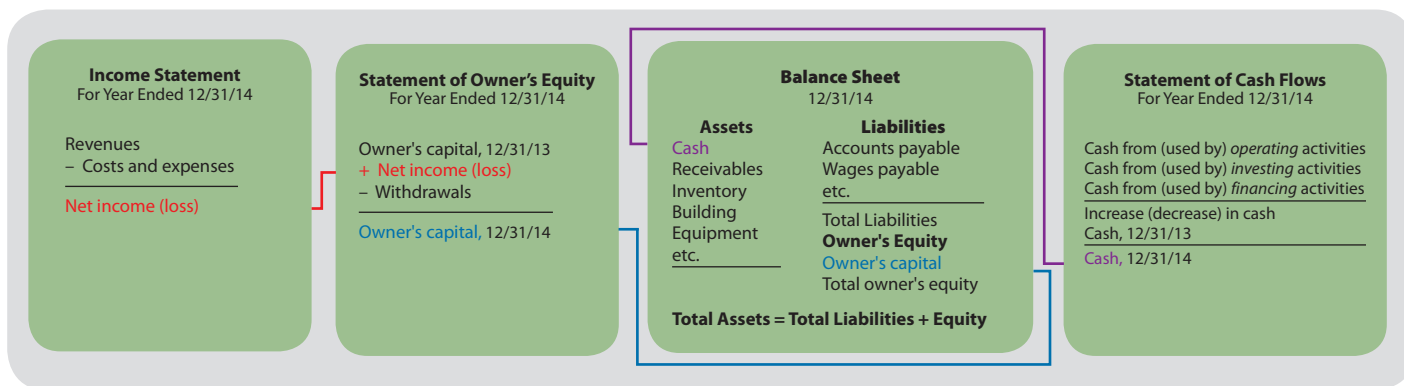 Income Statement
For Year Ended 12/31/14
Revenues
– Costs and expenses
Net income (loss)
Statement of Owner's Equity
For Year Ended 12/31/14
Owner's capital, 12/31/13
+ Net income (loss)
– Withdrawals
Owner's capital, 12/31/14
Balance Sheet
12/31/14
Assets
Cash
Receivables
Inventory
Building
Equipment
etc.
Liabilities
Accounts payable
Wages payable
etc.
Total Liabilities
Owner's Equity
Owner's capital
Total owner's equity
Total Assets = Total Liabilities + Equity
Statement of Cash Flows
For Year Ended 12/31/14
Cash from (used by) operating activities
Cash from (used by) investing activities
Cash from (used by) financing activities
Increase (decrease) in cash
Cash, 12/31/13
Cash, 12/31/14